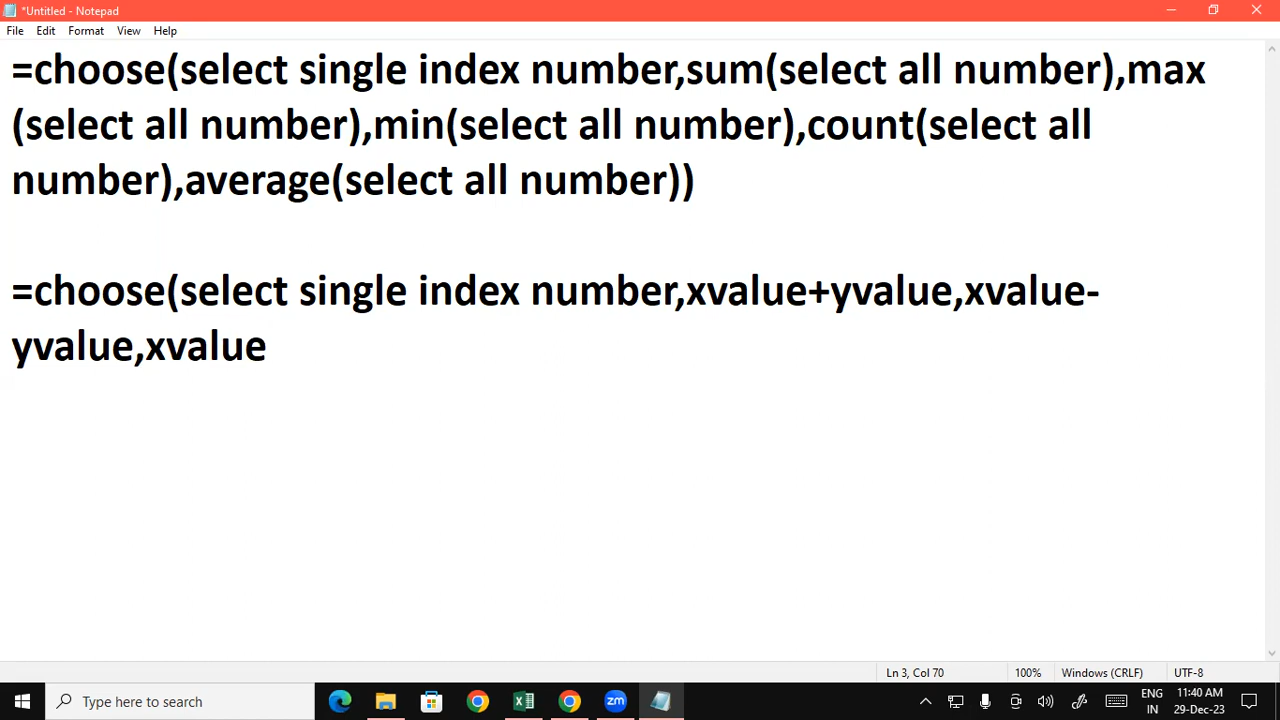 *Untitled - Notepad
File Edit Format View Help
=choose(select single index number,sum(select all number),max
(select all number),min(select all number),count(select all
number),average(select all number))
=choose(select single index number,xvalue+yvalue,xvalue-
yvalue,xvalue
Ln 3, Col 70 100% Windows (CRLF) UTF-8
Type here to search
zm
ENG
IN
11:40 AM
29-Dec-23